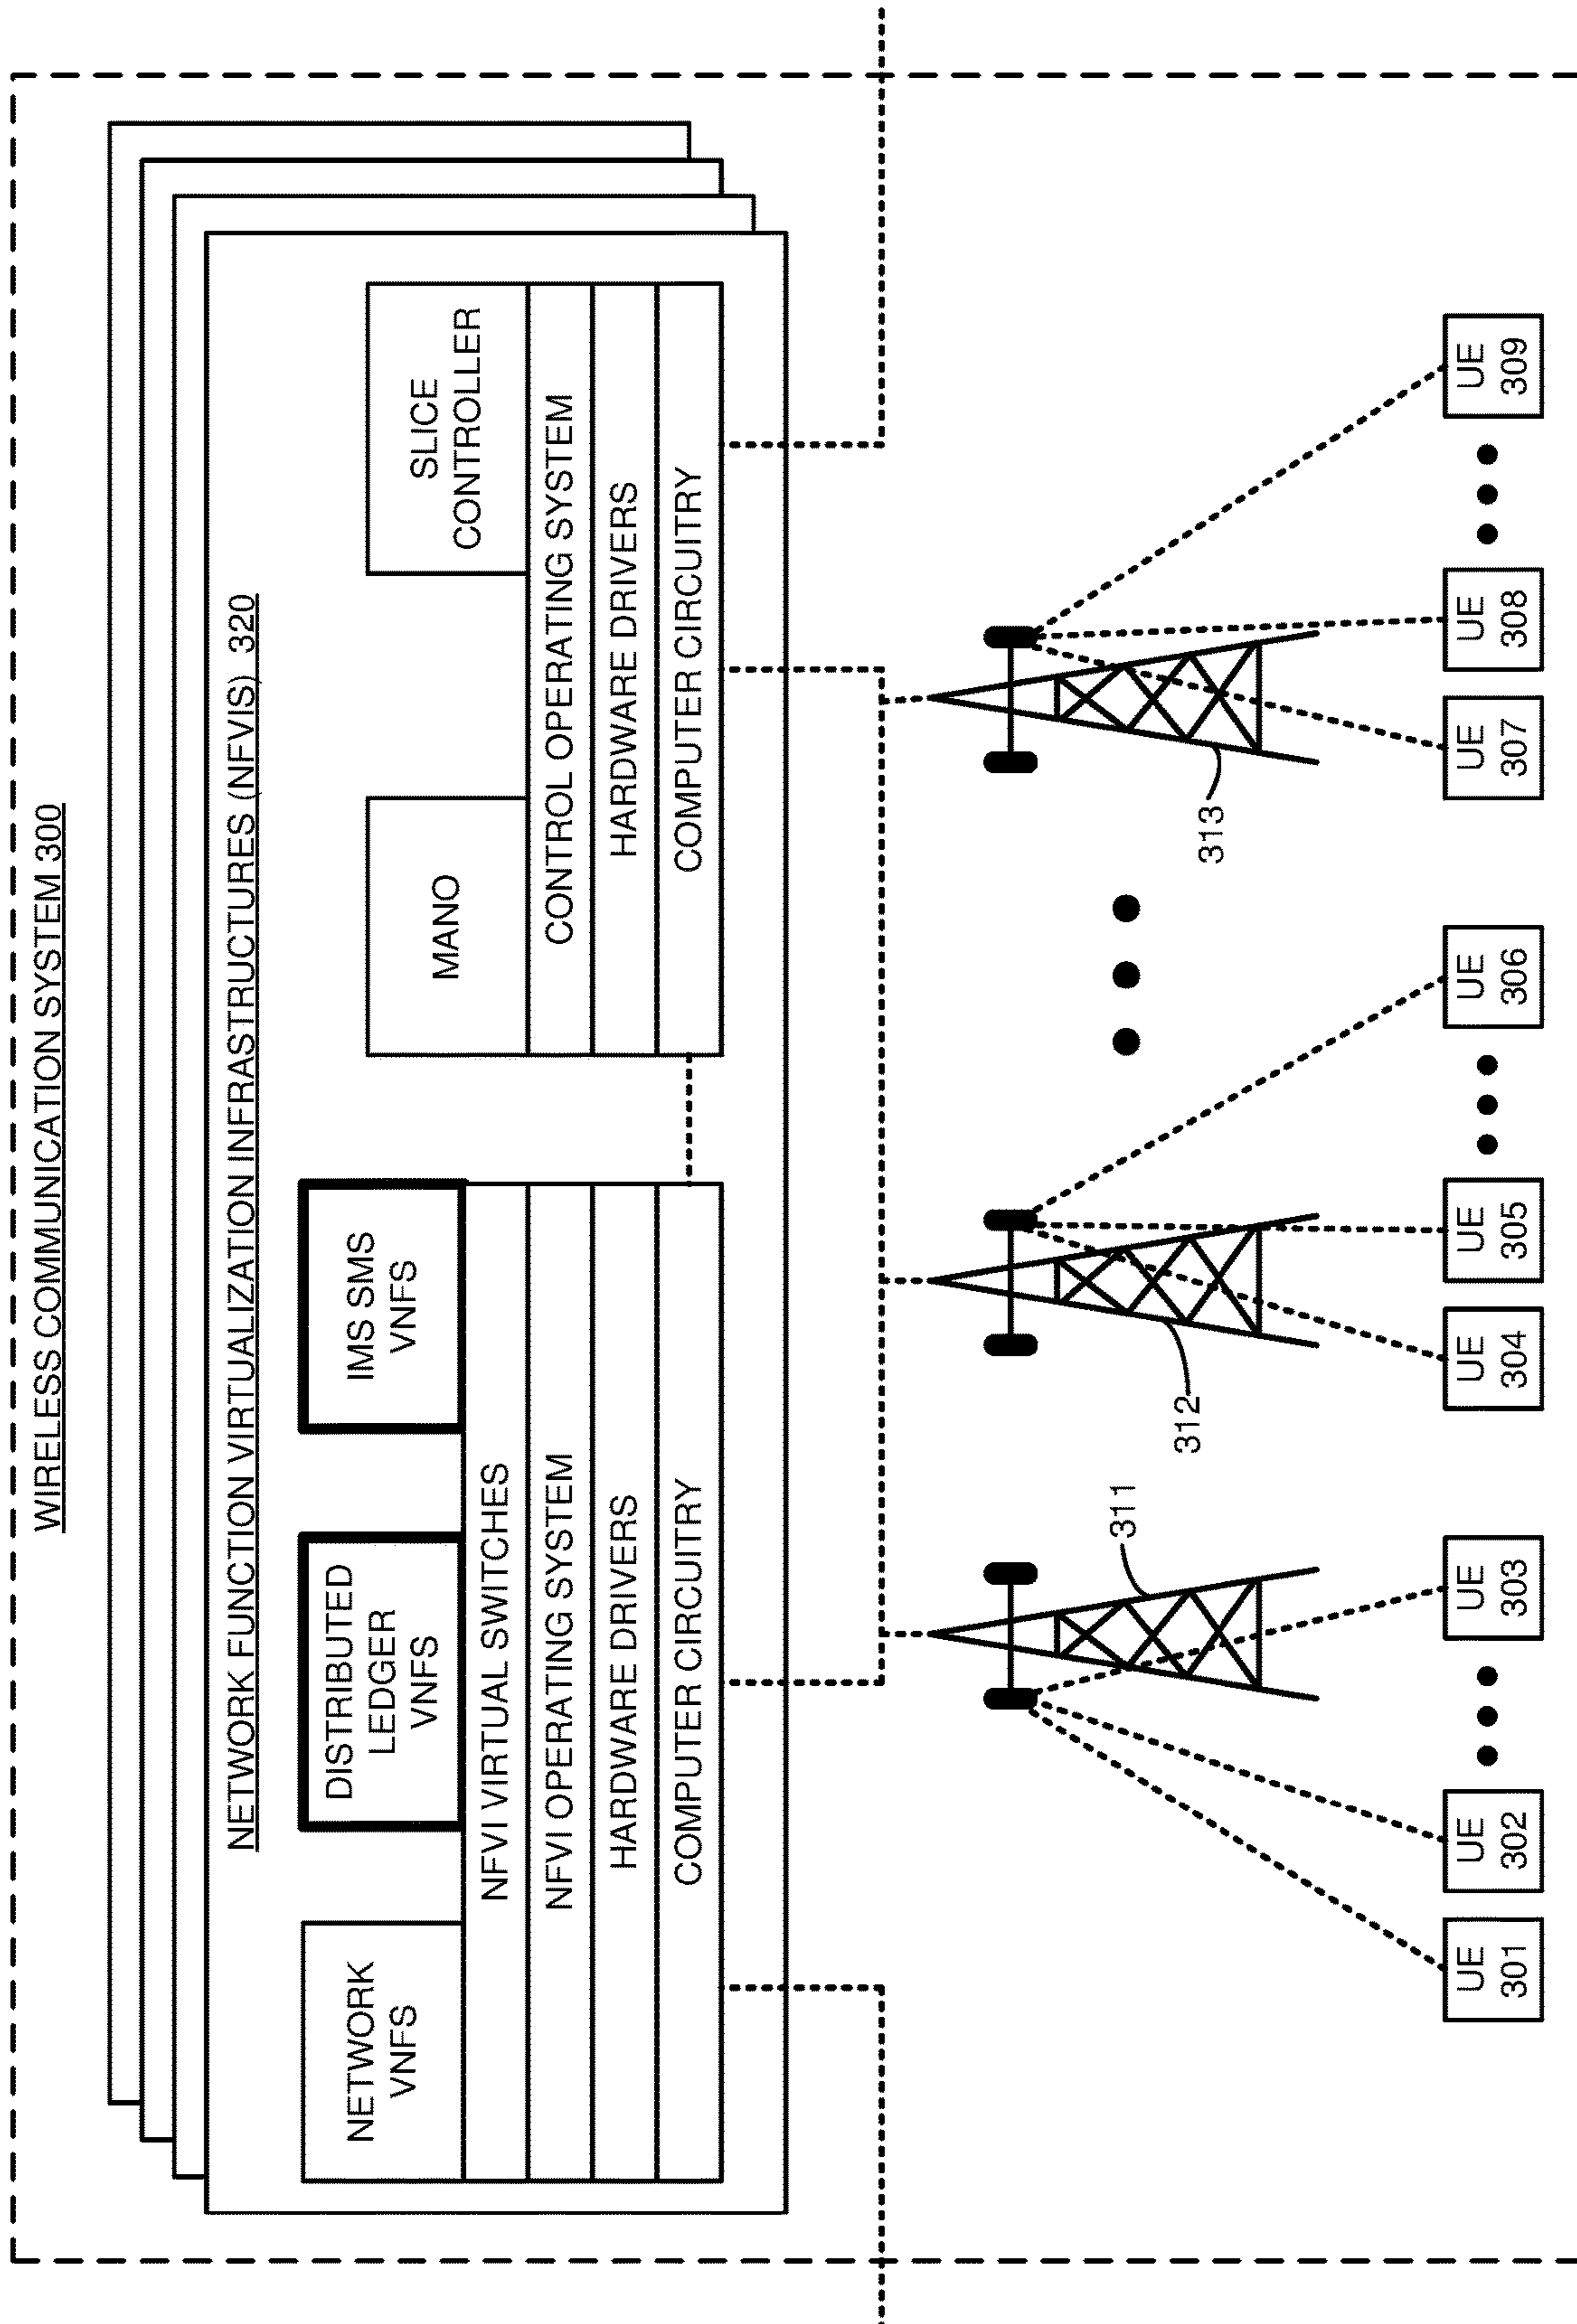 WIRELESS COMMUNICATION SYSTEM 300
NETWORK FUNCTION VIRTUALIZATION INFRASTRUCTURES (NFVIS) 320
NETWORK
VNFS
DISTRIBUTED
LEDGER
VNFS
IMS SMS
VNFS
NFVI VIRTUAL SWITCHES
NFVI OPERATING SYSTEM
HARDWARE DRIVERS
COMPUTER CIRCUITRY
MANO
SLICE
CONTROLLER
CONTROL OPERATING SYSTEM
HARDWARE DRIVERS
COMPUTER CIRCUITRY
311
312
313
UE
301
UE
302
UE
303
UE
304
UE
305
UE
306
UE
307
UE
308
UE
309